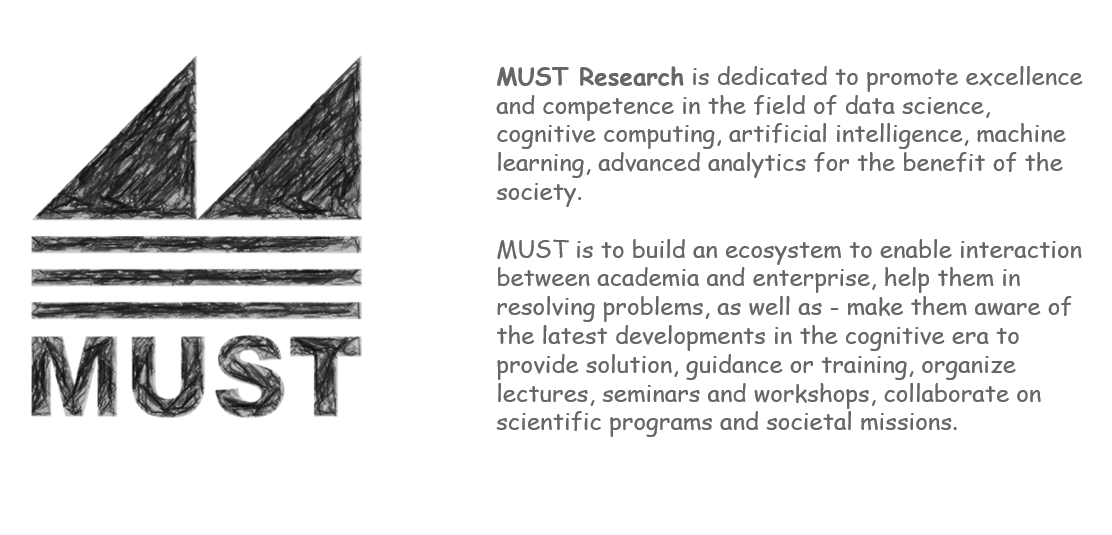 MUST
MUST Research is dedicated to promote excellence
and competence in the field of data science,
cognitive computing, artificial intelligence, machine
learning, advanced analytics for the benefit of the
society.
MUST is to build an ecosystem to enable interaction
between academia and enterprise, help them in
resolving problems, as well as - make them aware of
the latest developments in the cognitive era to
provide solution, guidance or training, organize
lectures, seminars and workshops, collaborate on
scientific programs and societal missions.